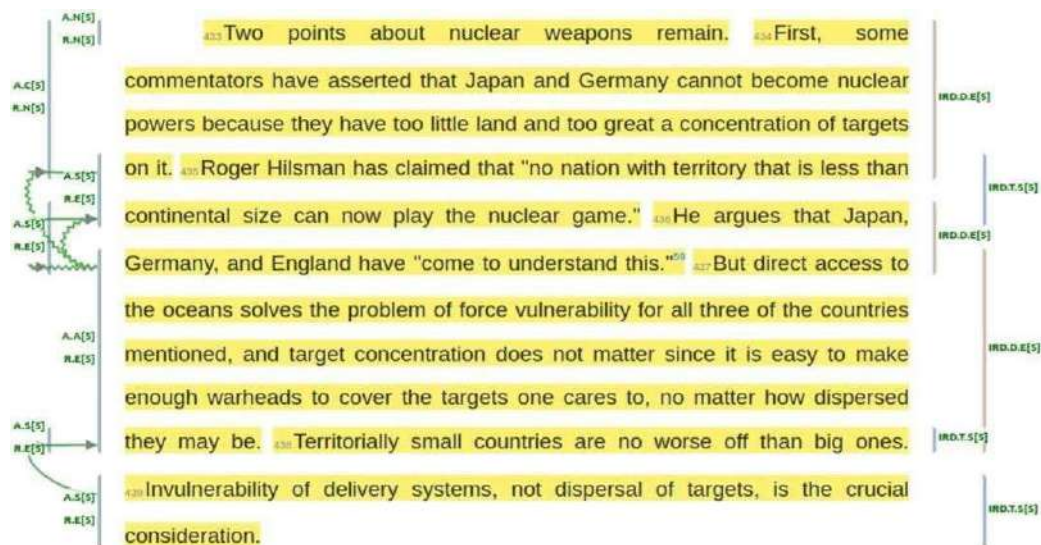 A.N[S]
R.N[S]
433 Two points about nuclear weapons remain. 434 First, some
A.C[S]
R.N[S]
commentators have asserted that Japan and Germany cannot become nuclear
IRD.D.E[S]
powers because they have too little land and too great a concentration of targets
A.S[S]
R.E[S]
on it. 435 Roger Hilsman has claimed that "no nation with territory that is less than
IRD.T.S[S]
A.S[S]
R.E[S]
continental size can now play the nuclear game." 436 He argues that Japan,
IRD.D.E[S]
Germany, and England have "come to understand this."59 437 But direct access to
the oceans solves the problem of force vulnerability for all three of the countries
A.A[S]
R.E[S]
mentioned, and target concentration does not matter since it is easy to make
IRD.D.E[S]
enough warheads to cover the targets one cares to, no matter how dispersed
A.S[S]
R.E[S]
they may be. 438 Territorially small countries are no worse off than big ones.
IRD.T.S[S]
A.S[S]
R.E[S]
439 Invulnerability of delivery systems, not dispersal of targets, is the crucial
IRD.T.S[S]
consideration.